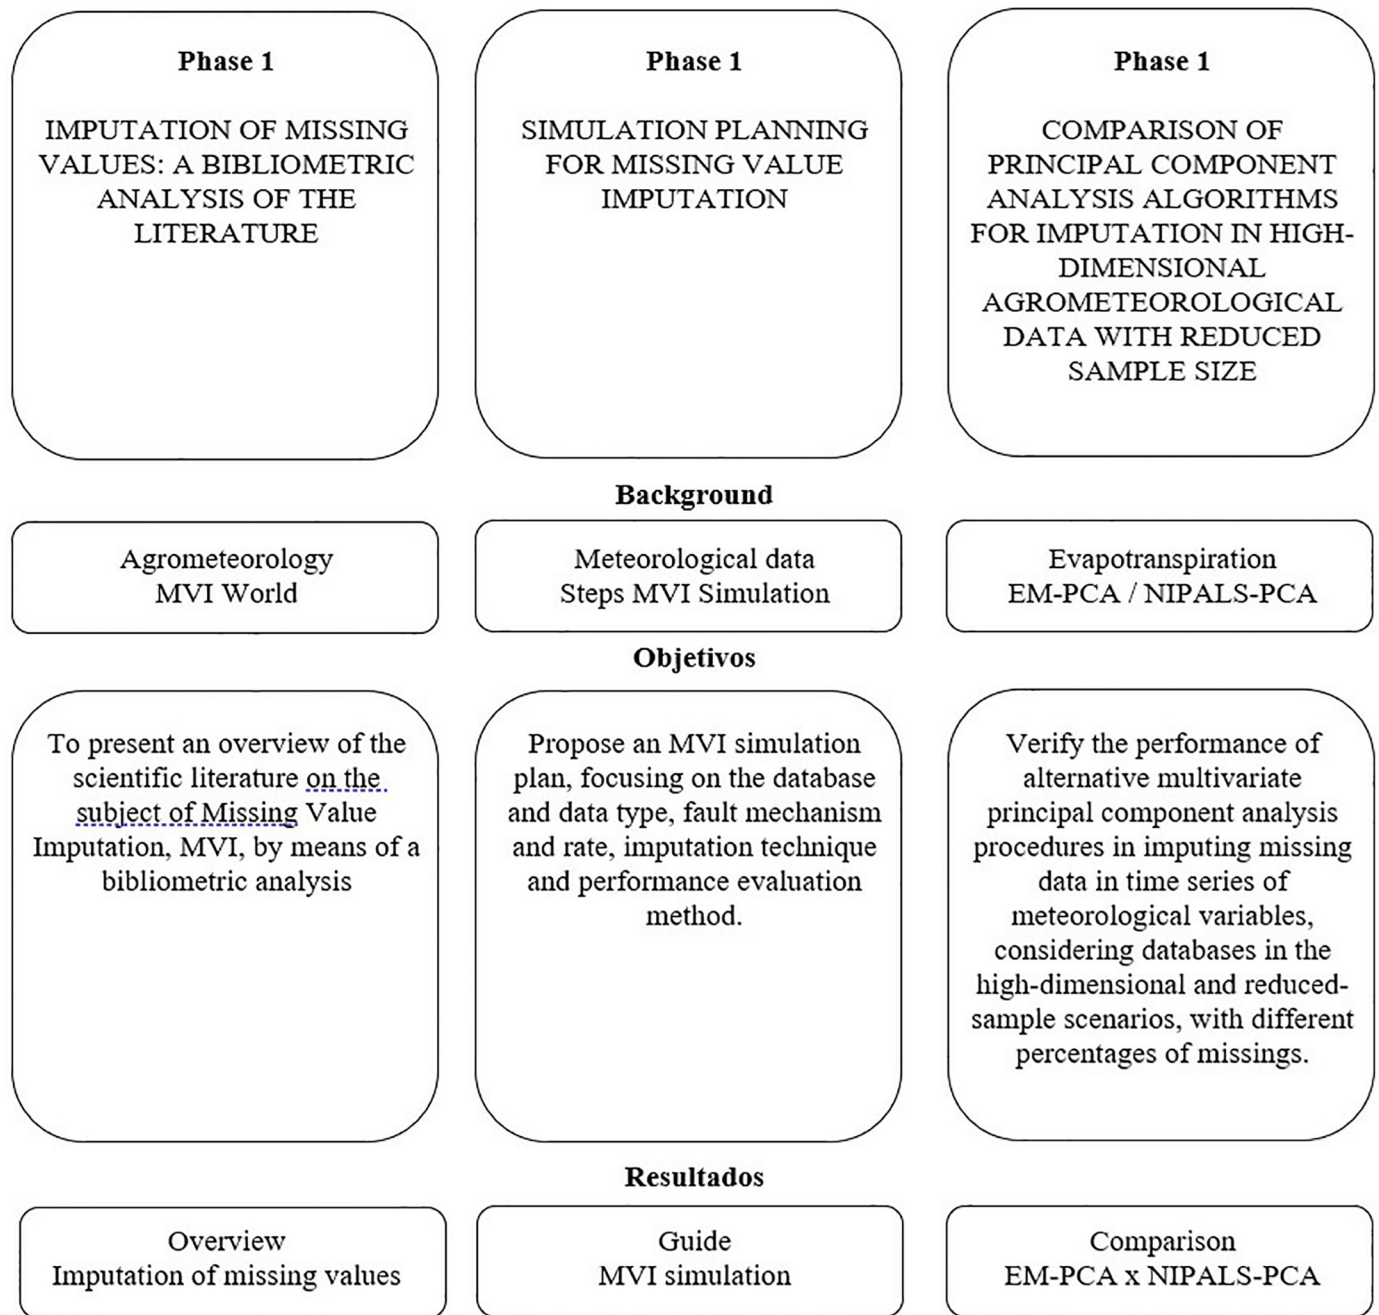 Phase 1
IMPUTATION OF MISSING
VALUES: A BIBLIOMETRIC
ANALYSIS OF THE
LITERATURE
Phase 1
SIMULATION PLANNING
FOR MISSING VALUE
IMPUTATION
Phase 1
COMPARISON OF
PRINCIPAL COMPONENT
ANALYSIS ALGORITHMS
FOR IMPUTATION IN HIGH-
DIMENSIONAL
AGROMETEOROLOGICAL
DATA WITH REDUCED
SAMPLE SIZE
Background
Agrometeorology
MVI World
Meteorological data
Steps MVI Simulation
Evapotranspiration
EM-PCA / NIPALS-PCA
Objetivos
To present an overview of the
scientific literature on the
subject of Missing Value
Imputation, MVI, by means of a
bibliometric analysis
Propose an MVI simulation
plan, focusing on the database
and data type, fault mechanism
and rate, imputation technique
and performance evaluation
method.
Verify the performance of
alternative multivariate
principal component analysis
procedures in imputing missing
data in time series of
meteorological variables,
considering databases in the
high-dimensional and reduced-
sample scenarios, with different
percentages of missings.
Resultados
Overview
Imputation of missing values
Guide
MVI simulation
Comparison
EM-PCA x NIPALS-PCA